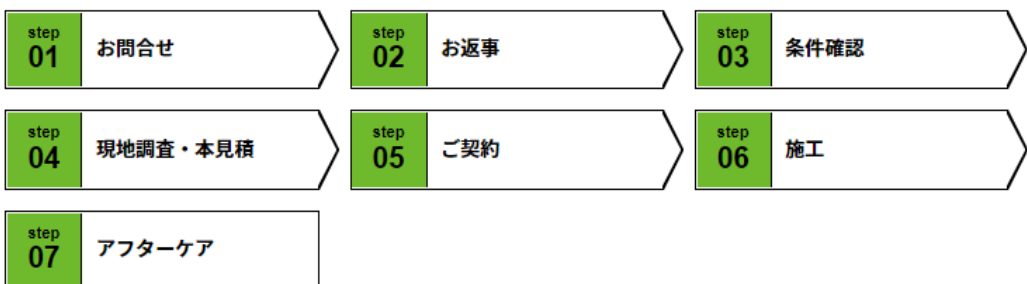 step
01
お問合せ
step
02
お返事
step
03
条件確認
step
04
現地調査・本見積
step
05
ご契約
step
06
施工
step
07
アフターケア